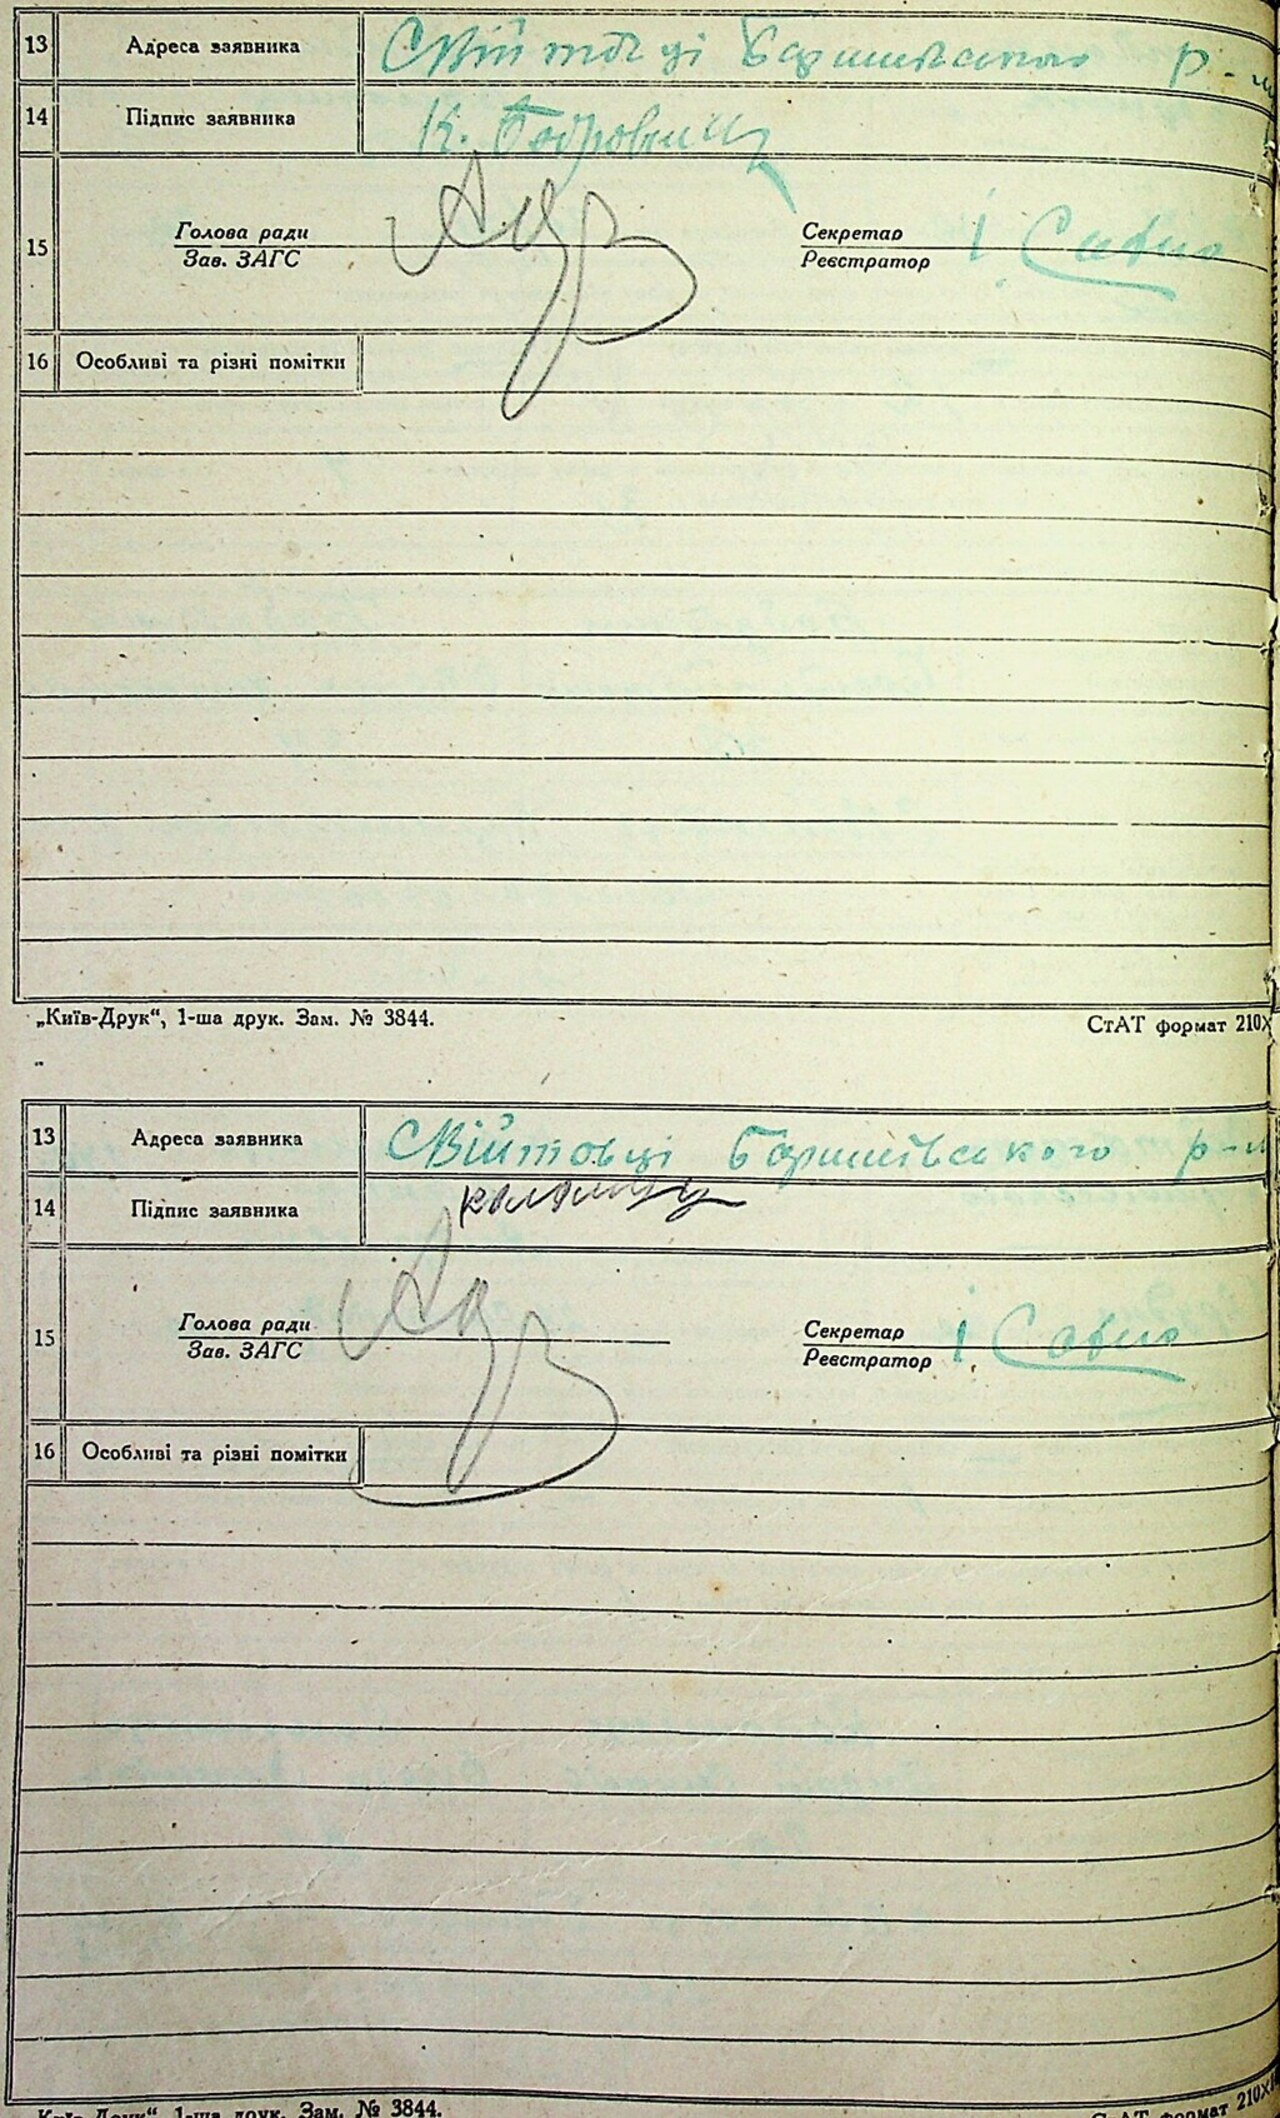 13 Адреса заявника С. Війтовці Баришівського р-н
14 Підпис заявника К.
15 Голова ради Секретар І
Зав. ЗАГС Реєстратор
16 Особливі та різні помітки
„Київ-Друк“, 1-ша друк. Зам. № 3844. СтАТ формат 210×
13 Адреса заявника С. Війтовці Баришівського р-н
14 Підпис заявника
15 Голова ради Секретар І
Зав. ЗАГС Реєстратор
16 Особливі та різні помітки
„Київ-Друк“, 1-ша друк. Зам. № 3844. СтАТ формат 210×